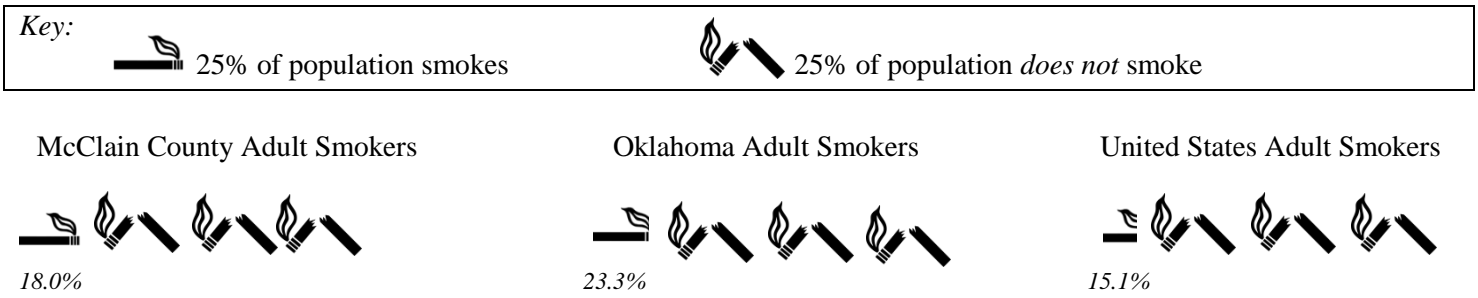 Key:
25% of population smokes 25% of population does not smoke
McClain County Adult Smokers Oklahoma Adult Smokers United States Adult Smokers
18.0% 23.3% 15.1%